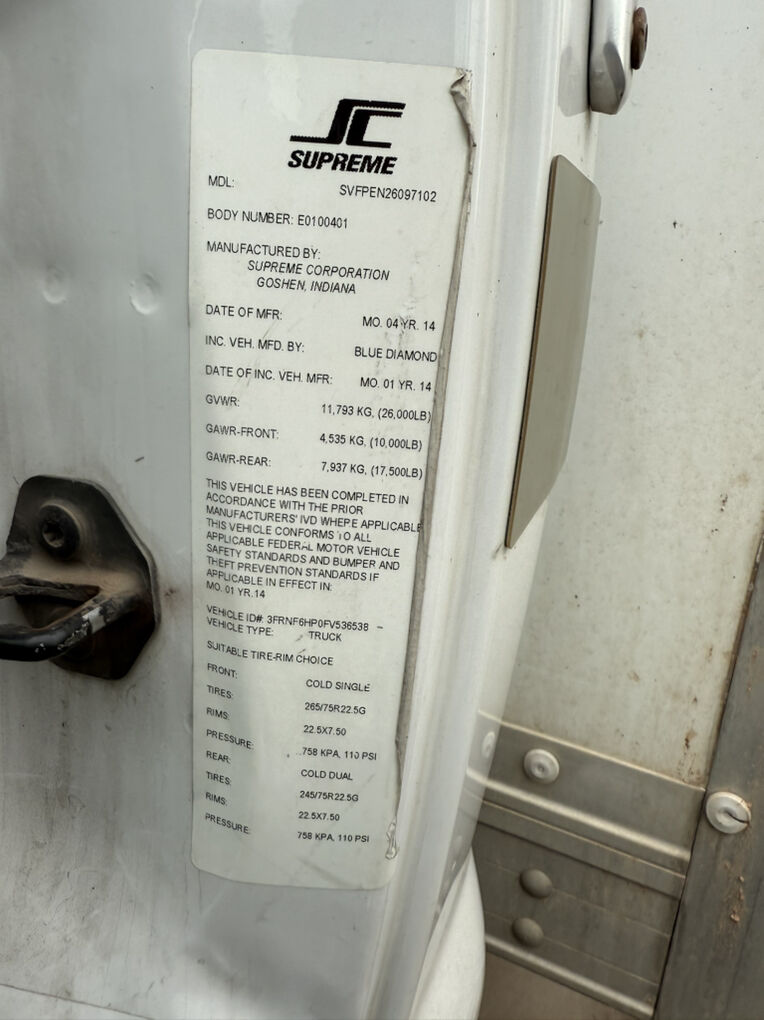 SC
SUPREME
MDL: SVFPEN26097102
BODY NUMBER: E0100401
MANUFACTURED BY:
SUPREME CORPORATION
GOSHEN, INDIANA
DATE OF MFR: MO. 04 YR. 14
INC. VEH. MFD. BY: BLUE DIAMOND
DATE OF INC. VEH. MFR: MO. 01 YR. 14
GVWR: 11,793 KG, (26,000LB)
GAWR-FRONT: 4,535 KG, (10,000LB)
GAWR-REAR: 7,937 KG, (17,500LB)
THIS VEHICLE HAS BEEN COMPLETED IN
ACCORDANCE WITH THE PRIOR
MANUFACTURERS' IVD WHERE APPLICABLE
THIS VEHICLE CONFORMS TO ALL
APPLICABLE FEDERAL MOTOR VEHICLE
SAFETY STANDARDS AND BUMPER AND
THEFT PREVENTION STANDARDS IF
APPLICABLE IN EFFECT IN:
MO. 01 YR.14
VEHICLE ID#: 3FRNF6HP0FV536538 –
VEHICLE TYPE: TRUCK
SUITABLE TIRE-RIM CHOICE
FRONT: COLD SINGLE
TIRES: 265/75R22.5G
RIMS: 22.5X7.50
PRESSURE: 758 KPA, 110 PSI
REAR: COLD DUAL
TIRES: 245/75R22.5G
RIMS: 22.5X7.50
PRESSURE: 758 KPA, 110 PSI